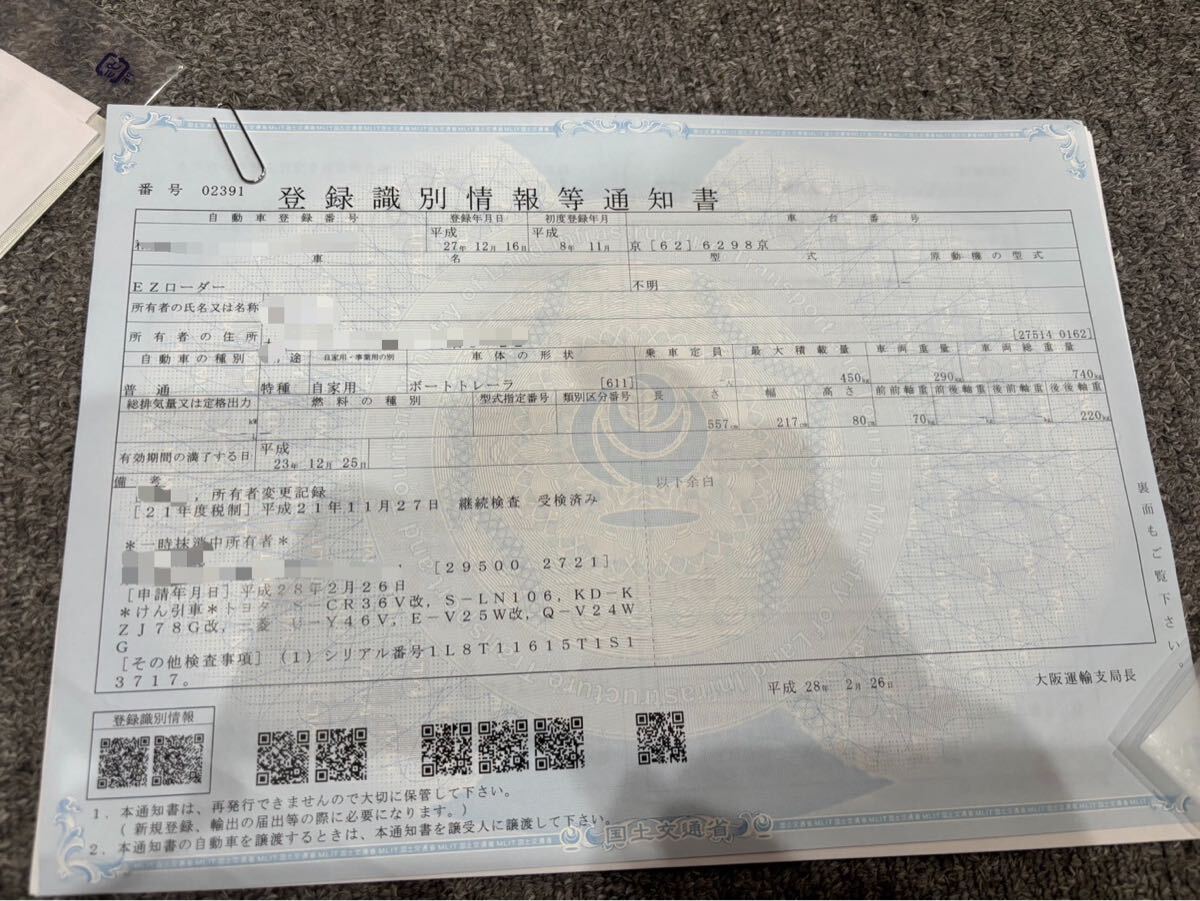 番号 02391 登録識別情報等通知書
自動車登録番号 登録年月日 初度登録年月 車台番号
平成 平成
27年 12月 16日 8年 11月 京[62]6298京
車名 型式 原動機の型式
EZローダー 不明
所有者の氏名又は名称
所有者の住所 [27514 0162]
自動車の種別 途 自家用・事業用の別 車体の形状 乗車定員 最大積載量 車両重量 車両総重量
普通 特種 自家用 ボートトレーラ [611] -人 450kg 290kg 740kg
総排気量又は定格出力 燃料の種別 型式指定番号 類別区分番号 長さ 幅 高さ 前前軸重 前後軸重 後前軸重 後後軸重
kW
L 557cm 217cm 80cm 70kg -kg -kg 220kg
有効期間の満了する日 平成
23年 12月 25日
備考 以下余白
,所有者変更記録
[21年度税制]平成21年11月27日 継続検査 受検済み
*一時抹消中所有者*
, [29500 2721]
[申請年月日]平成28年2月26日
*けん引車*トヨタ S-CR36V改,S-LN106,KD-K
ZJ78G改,三菱 U-Y46V,E-V25W改,Q-V24W
G
[その他検査事項](1)シリアル番号1L8T11615T1S1
3717。
平成 28年 2月 26日 大阪運輸支局長
裏面もご覧下さい。
登録識別情報
1.本通知書は、再発行できませんので大切に保管して下さい。
(新規登録、輸出の届出等の際に必要になります。)
2.本通知書の自動車を譲渡するときは、本通知書を譲受人に譲渡して下さい。
国土交通省